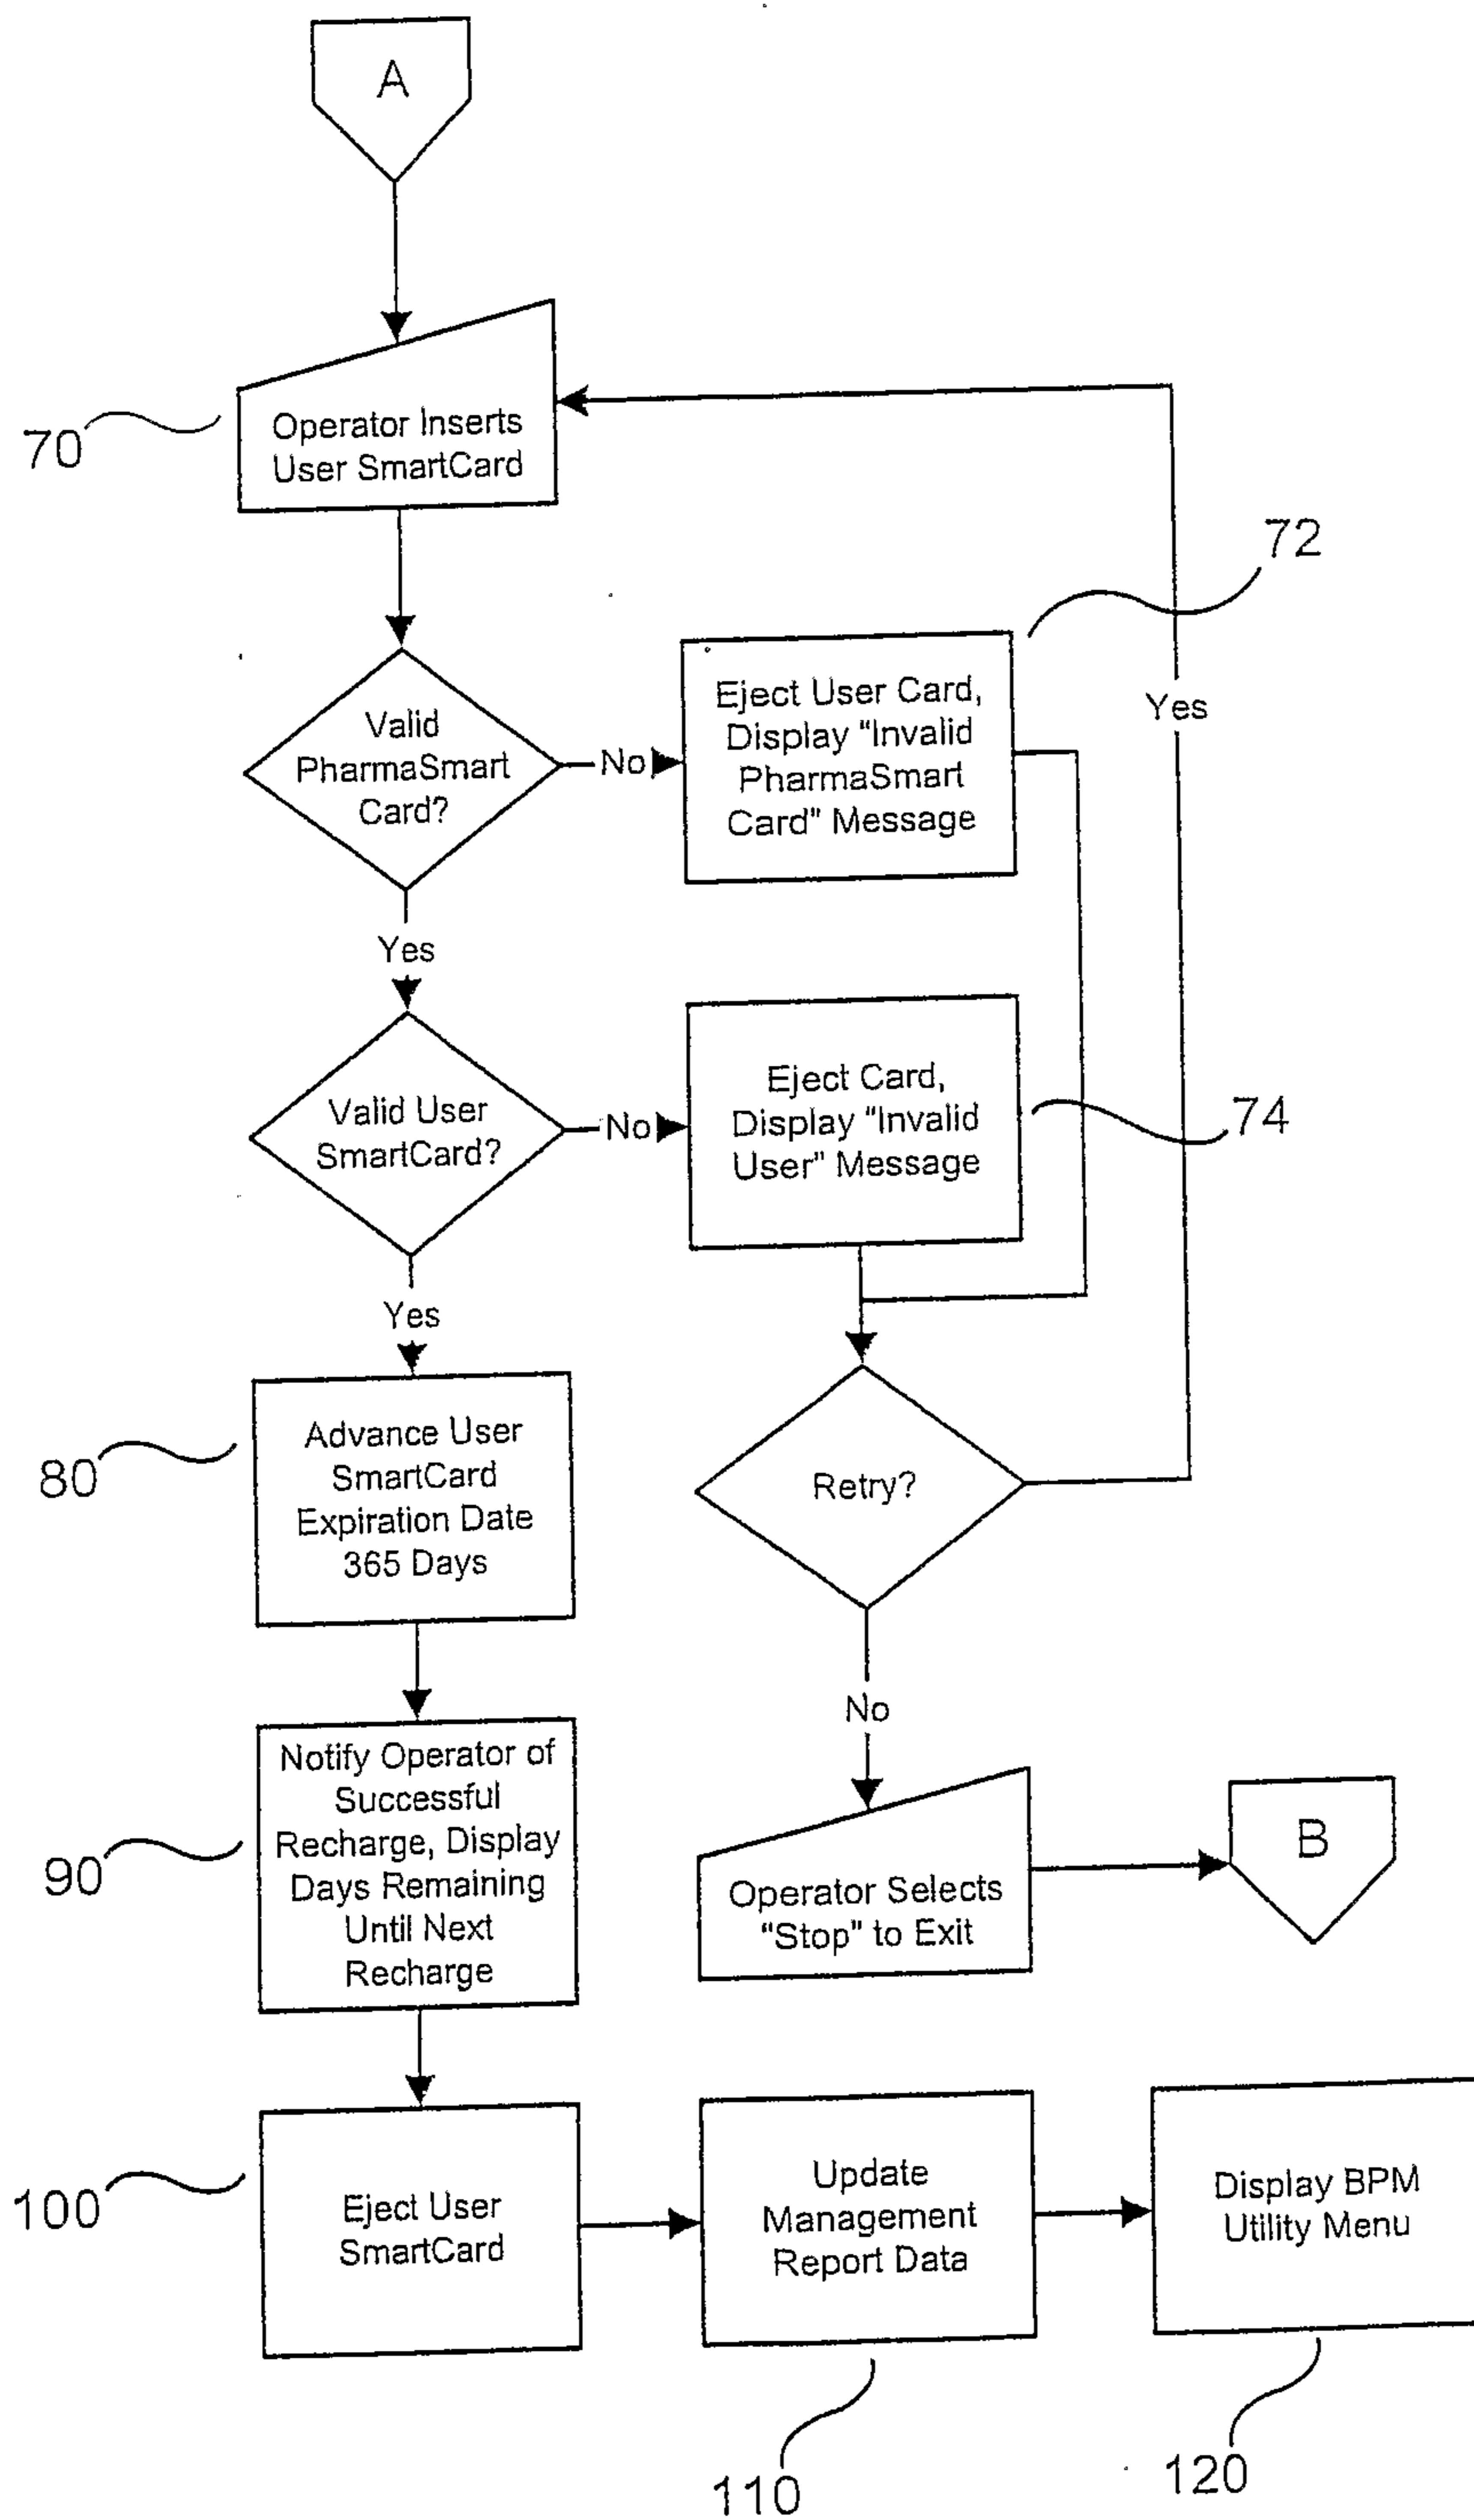 A
70
Operator Inserts
User SmartCard
72
Valid
PharmaSmart
Card?
No
Eject User Card,
Display "Invalid
PharmaSmart
Card" Message
Yes
Yes
Valid User
SmartCard?
No
Eject Card,
Display "Invalid
User" Message
74
Yes
80
Advance User
SmartCard
Expiration Date
365 Days
Retry?
No
90
Notify Operator of
Successful
Recharge, Display
Days Remaining
Until Next
Recharge
Operator Selects
"Stop" to Exit
B
100
Eject User
SmartCard
Update
Management
Report Data
Display BPM
Utility Menu
110
120